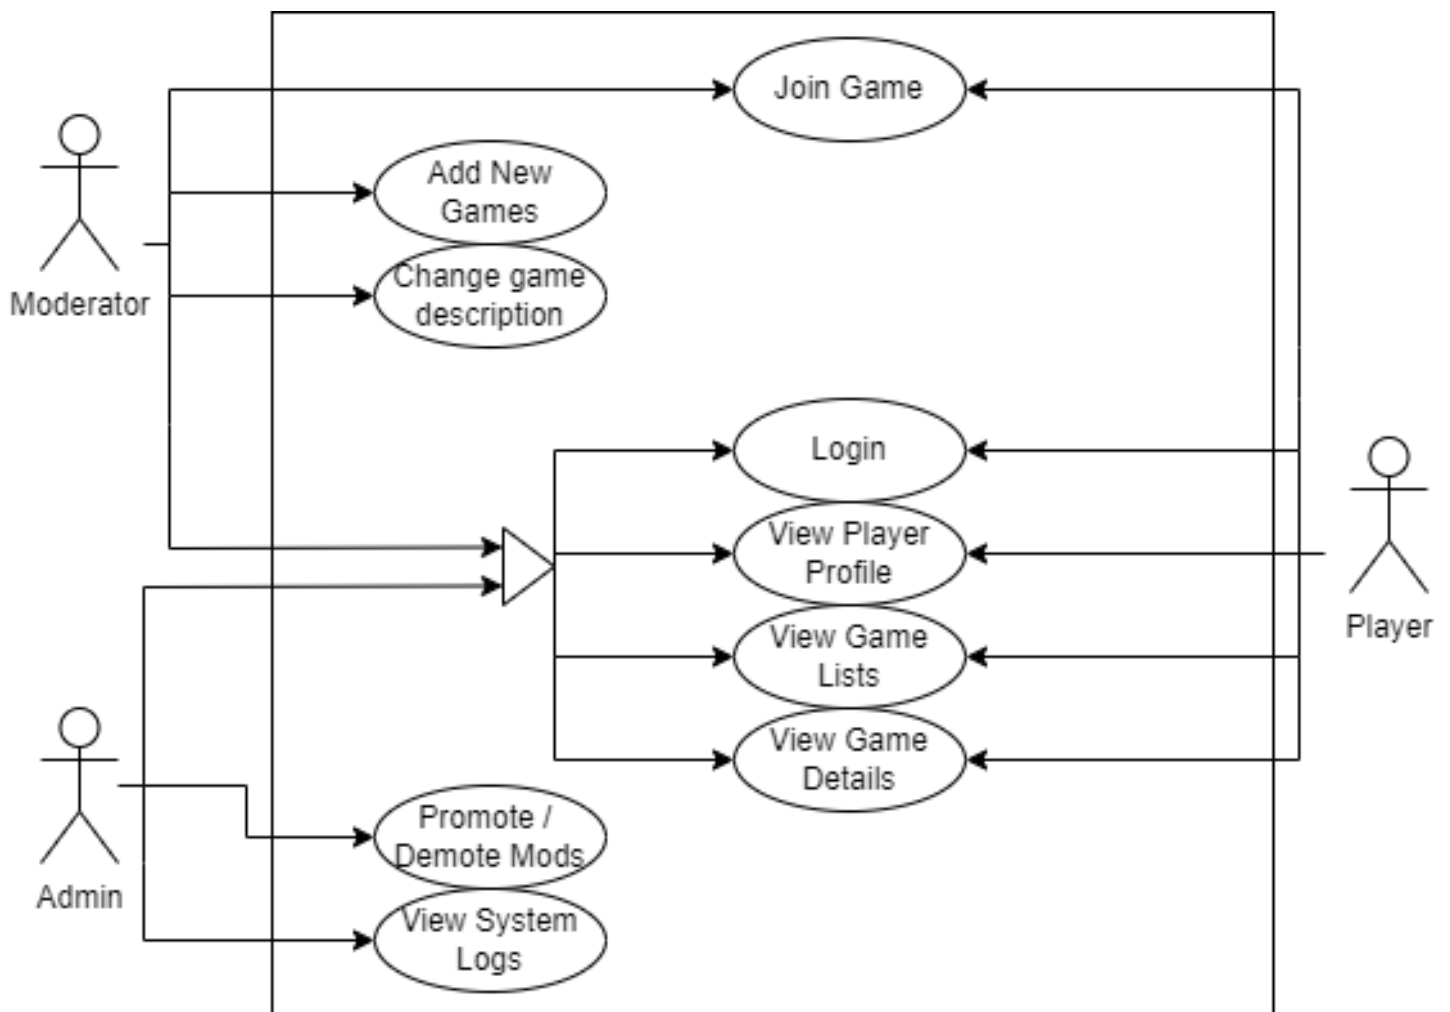 Join Game
Add New
Games
Change game
description
Moderator
Login
View Player
Profile
View Game
Lists
View Game
Details
Player
Promote /
Demote Mods
View System
Logs
Admin